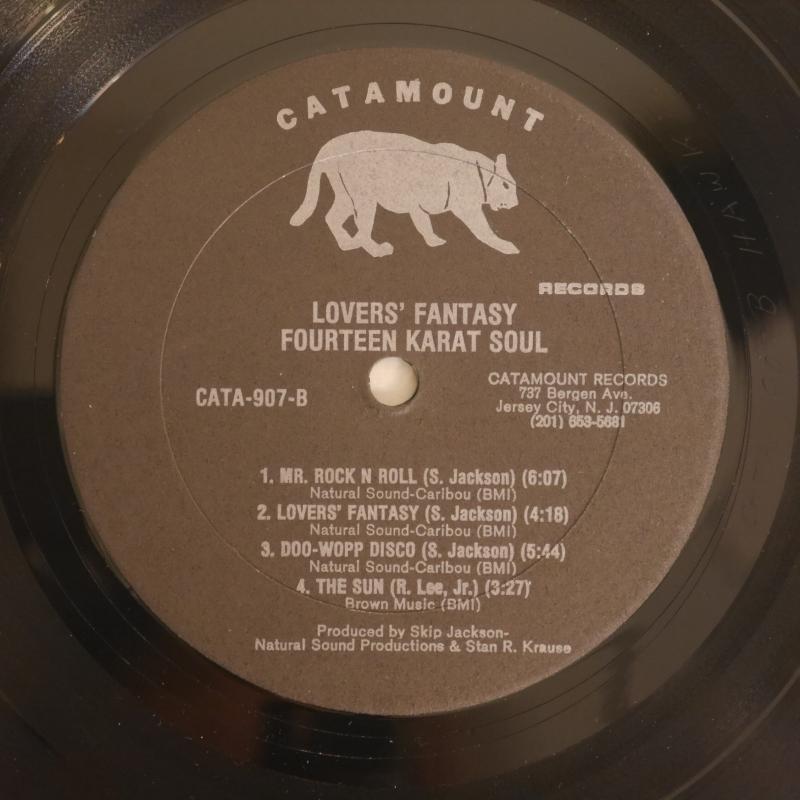 CATAMOUNT
RECORDS
LOVERS' FANTASY
FOURTEEN KARAT SOUL
CATA-907-B
CATAMOUNT RECORDS
737 Bergen Ave.
Jersey City, N. J. 07306
(201) 653-5681
1. MR. ROCK N ROLL (S. Jackson) (6:07)
Natural Sound-Caribou (BMI)
2. LOVERS' FANTASY (S. Jackson) (4:18)
Natural Sound-Caribou (BMI)
3. DOO-WOPP DISCO (S. Jackson) (5:44)
Natural Sound-Caribou (BMI)
4. THE SUN (R. Lee, Jr.) (3:27)
Brown Music (BMI)
Produced by Skip Jackson-
Natural Sound Productions & Stan R. Krause
B HAWK